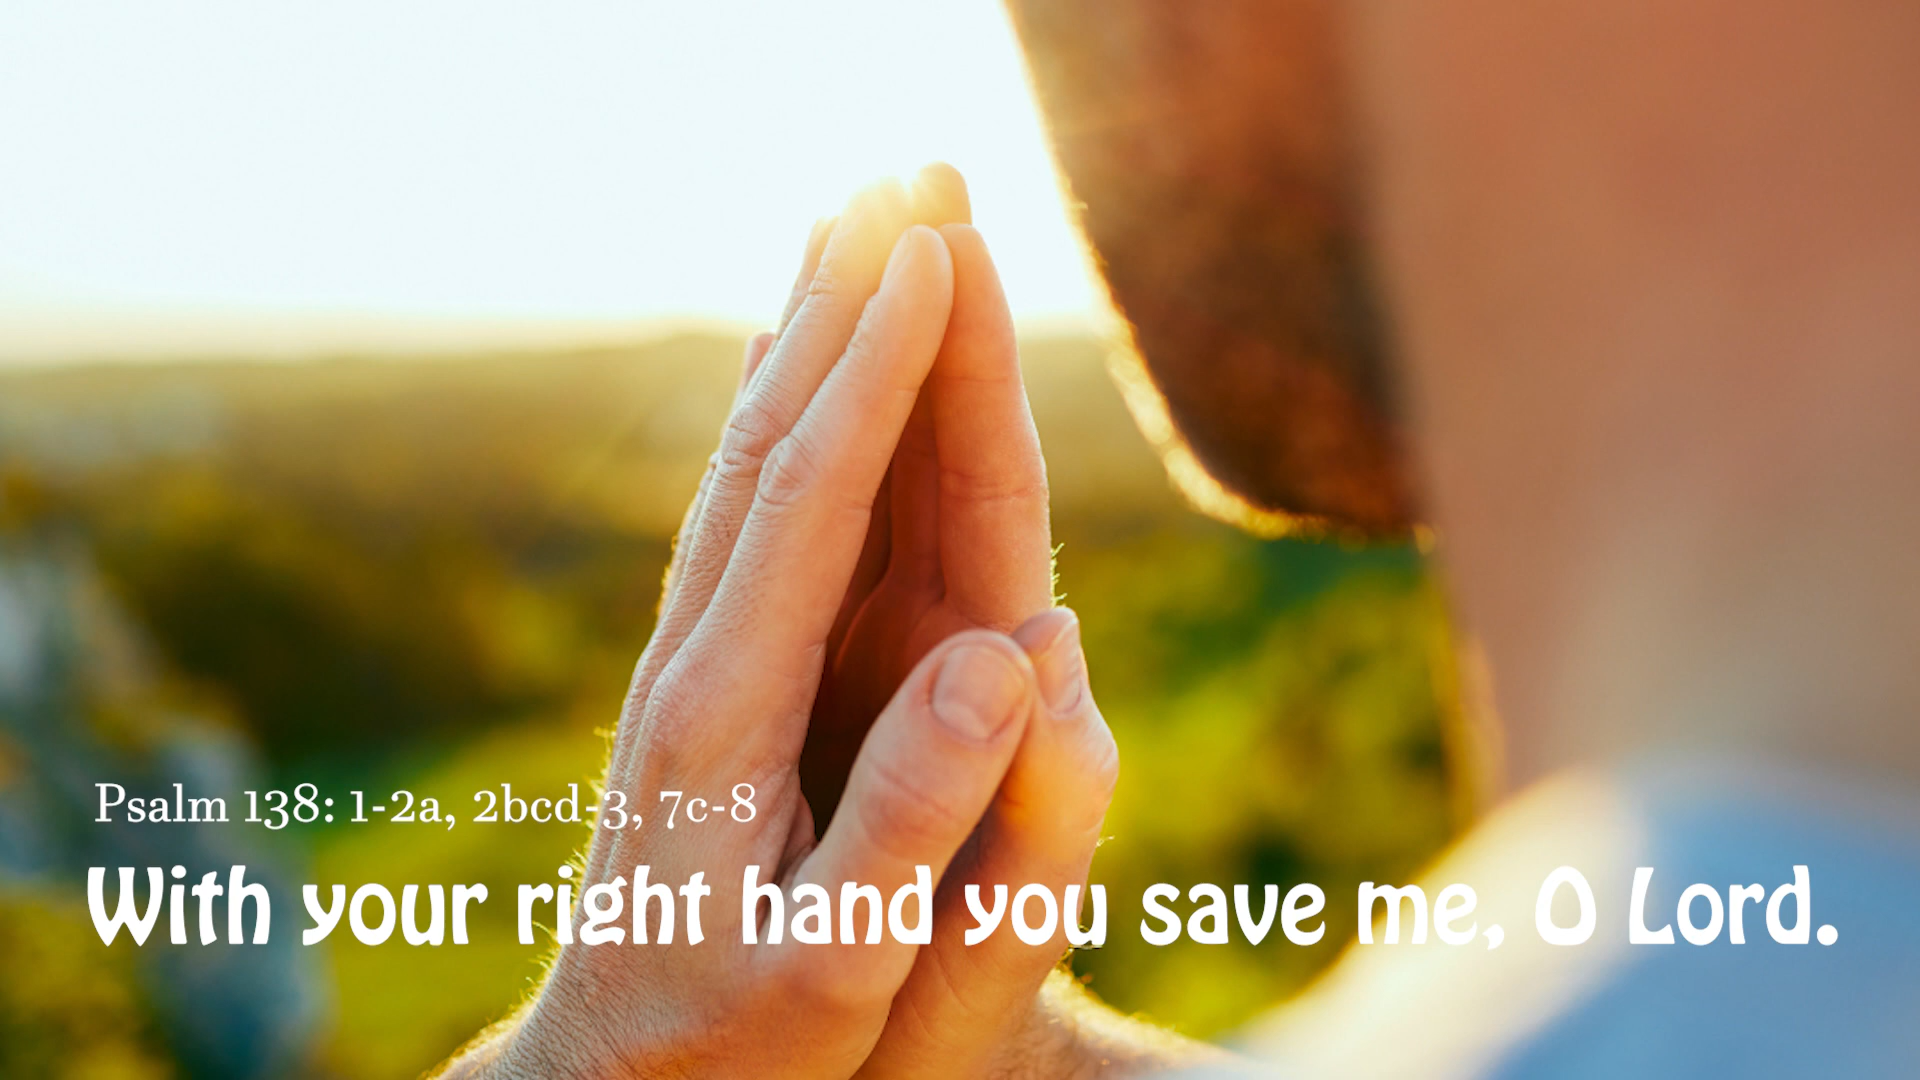 Psalm 138: 1-2a, 2bcd-3, 7c-8
With your right hand you save me, O Lord.